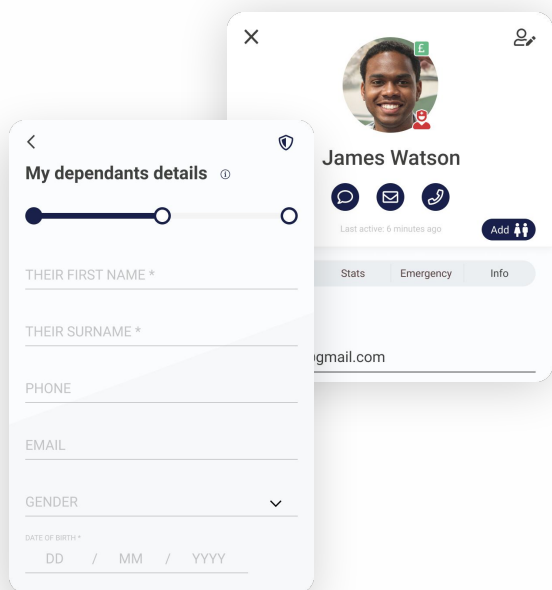 £
James Watson
Last active: 6 minutes ago
Add
Stats
Emergency
Info
gmail.com
My dependants details
THEIR FIRST NAME *
THEIR SURNAME *
PHONE
EMAIL
GENDER
DATE OF BIRTH *
DD / MM / YYYY